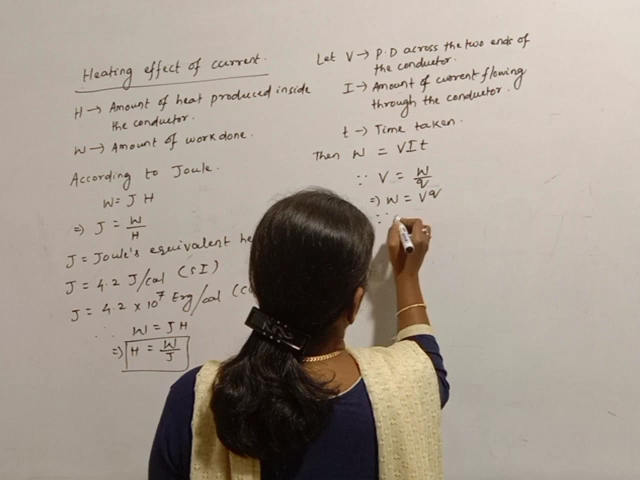 Heating effect of current.
H → Amount of heat produced inside
the conductor.
W → Amount of work done.
According to Joule.
W = J H
⇒ J = W/H
J = Joule's equivalent
J = 4.2 J/cal (SI)
J = 4.2 × 10⁷ Erg/cal
∴ W = J H
⇒ H = W/J
Let V → P.D across the two ends of
the conductor.
I → Amount of current flowing
through the conductor.
t → Time taken.
Then W = VIt
∵ V = W/q
⇒ W = Vq
∵